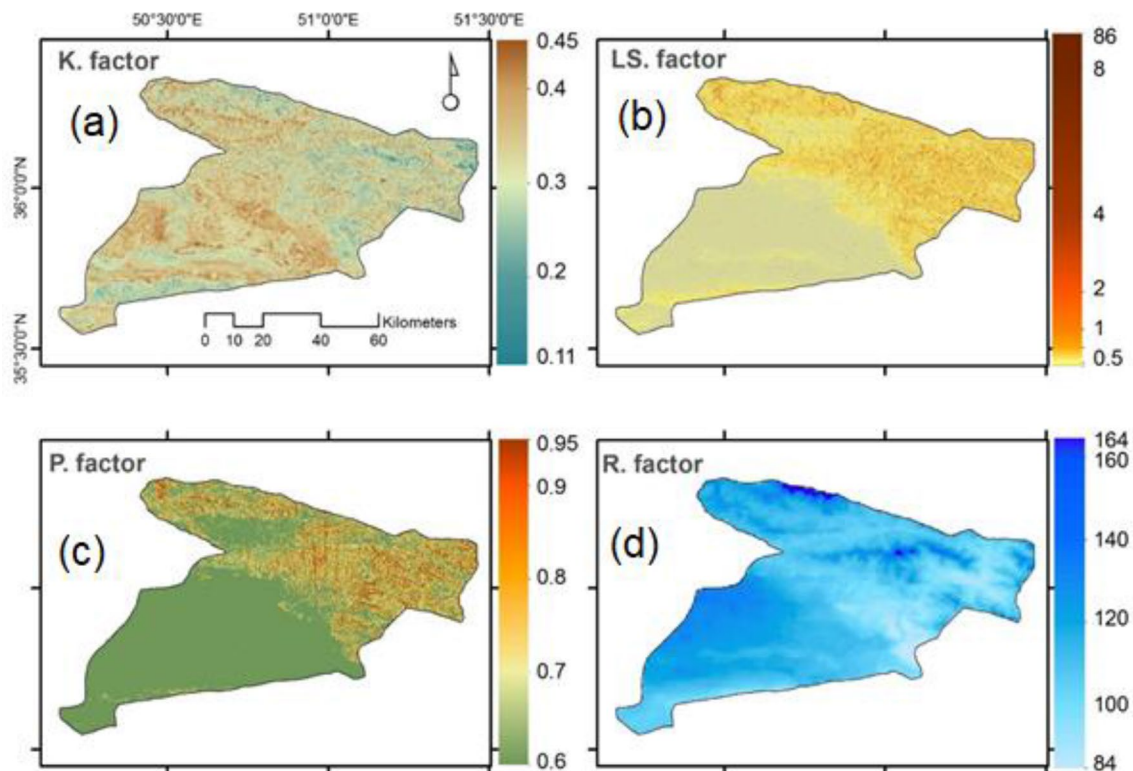 50°30'0"E 51°0'0"E 51°30'0"E
K. factor
(a)
0.45
0.4
0.3
0.2
0.11
36°0'0"N
35°30'0"N
Kilometers
0 10 20 40 60
LS. factor
(b)
86
8
4
2
1
0.5
P. factor
(c)
0.95
0.9
0.8
0.7
0.6
R. factor
(d)
164
160
140
120
100
84